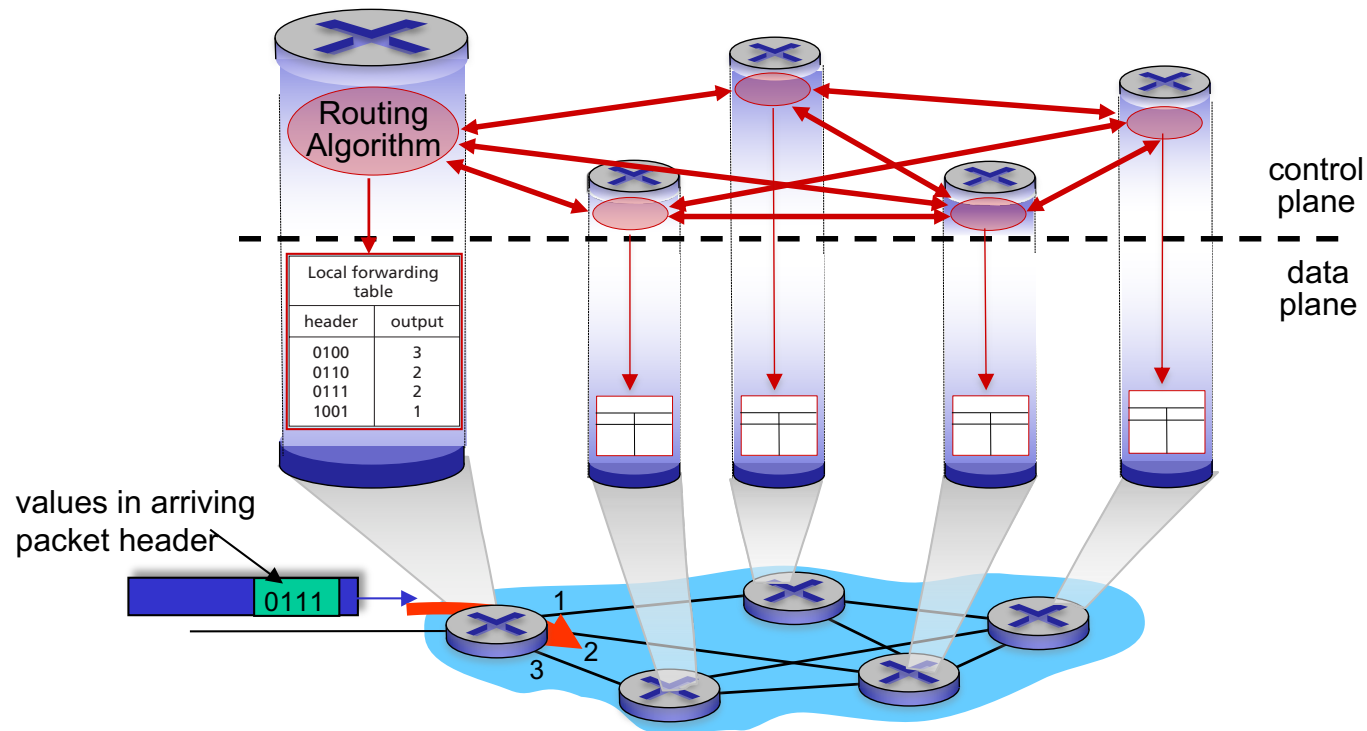 Routing
Algorithm
control
plane
data
plane
Local forwarding
table
header output
0100 3
0110 2
0111 2
1001 1
values in arriving
packet header
0111
1
2
3